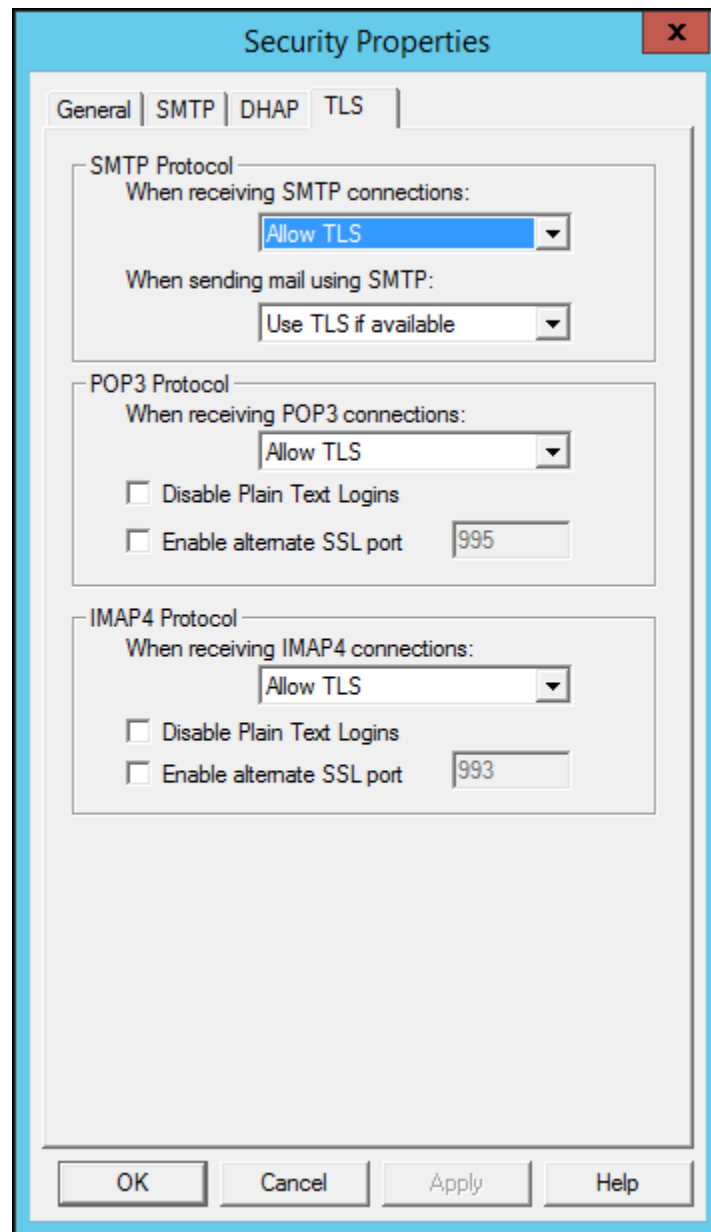 Security Properties
x
General SMTP DHAP TLS
SMTP Protocol
When receiving SMTP connections:
Allow TLS
When sending mail using SMTP:
Use TLS if available
POP3 Protocol
When receiving POP3 connections:
Allow TLS
Disable Plain Text Logins
Enable alternate SSL port 995
IMAP4 Protocol
When receiving IMAP4 connections:
Allow TLS
Disable Plain Text Logins
Enable alternate SSL port 993
OK Cancel Apply Help